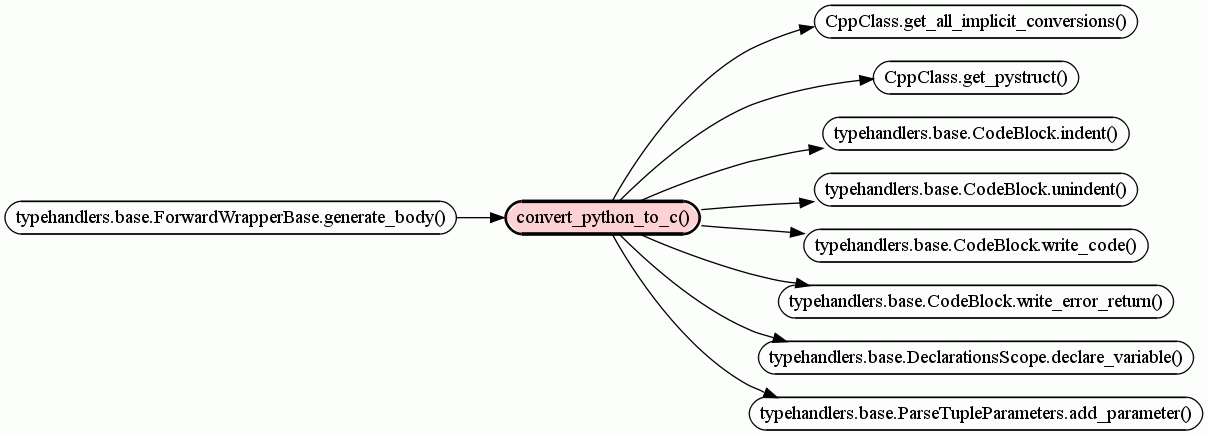 CppClass.get_all_implicit_conversions()
CppClass.get_pystruct()
typehandlers.base.CodeBlock.indent()
typehandlers.base.CodeBlock.unindent()
typehandlers.base.ForwardWrapperBase.generate_body()
convert_python_to_c()
typehandlers.base.CodeBlock.write_code()
typehandlers.base.CodeBlock.write_error_return()
typehandlers.base.DeclarationsScope.declare_variable()
typehandlers.base.ParseTupleParameters.add_parameter()